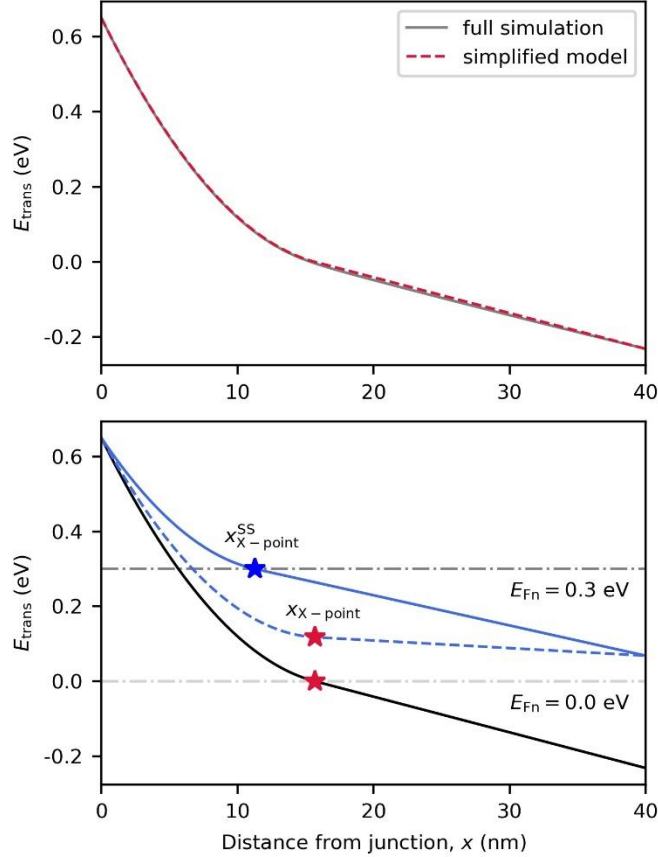 0.6
0.4
0.2
0.0
-0.2
E_trans (eV)
full simulation
simplified model
0 10 20 30 40
0.6
0.4
0.2
0.0
-0.2
E_trans (eV)
x^SS_X−point
x_X−point
E_Fn = 0.3 eV
E_Fn = 0.0 eV
0 10 20 30 40
Distance from junction, x (nm)